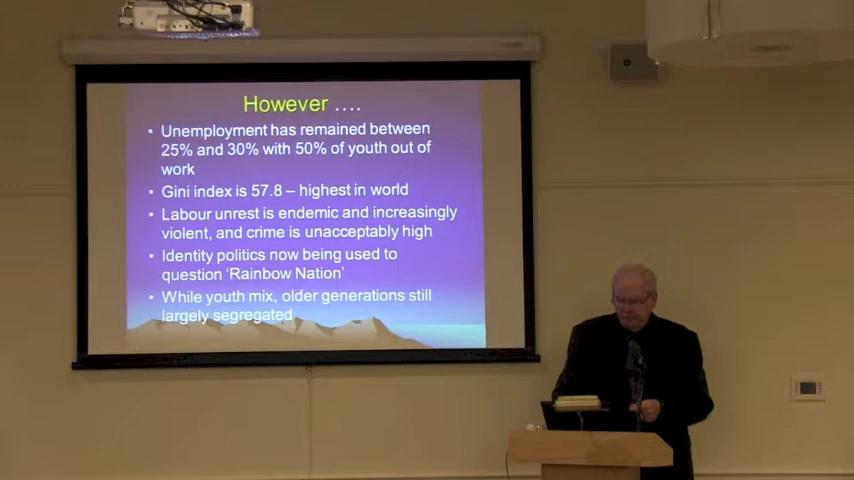 However ….
• Unemployment has remained between
25% and 30% with 50% of youth out of
work
• Gini index is 57.8 – highest in world
• Labour unrest is endemic and increasingly
violent, and crime is unacceptably high
• Identity politics now being used to
question ‘Rainbow Nation’
• While youth mix, older generations still
largely segregated